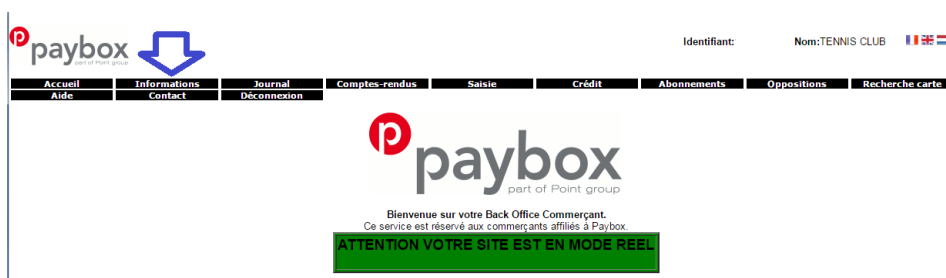 paybox
part of Point group
Identifiant: Nom:TENNIS CLUB
Accueil Informations Journal Comptes-rendus Saisie Crédit Abonnements Oppositions Recherche carte
Aide Contact Déconnexion
paybox
part of Point group
Bienvenue sur votre Back Office Commerçant.
Ce service est réservé aux commerçants affiliés à Paybox.
ATTENTION VOTRE SITE EST EN MODE REEL